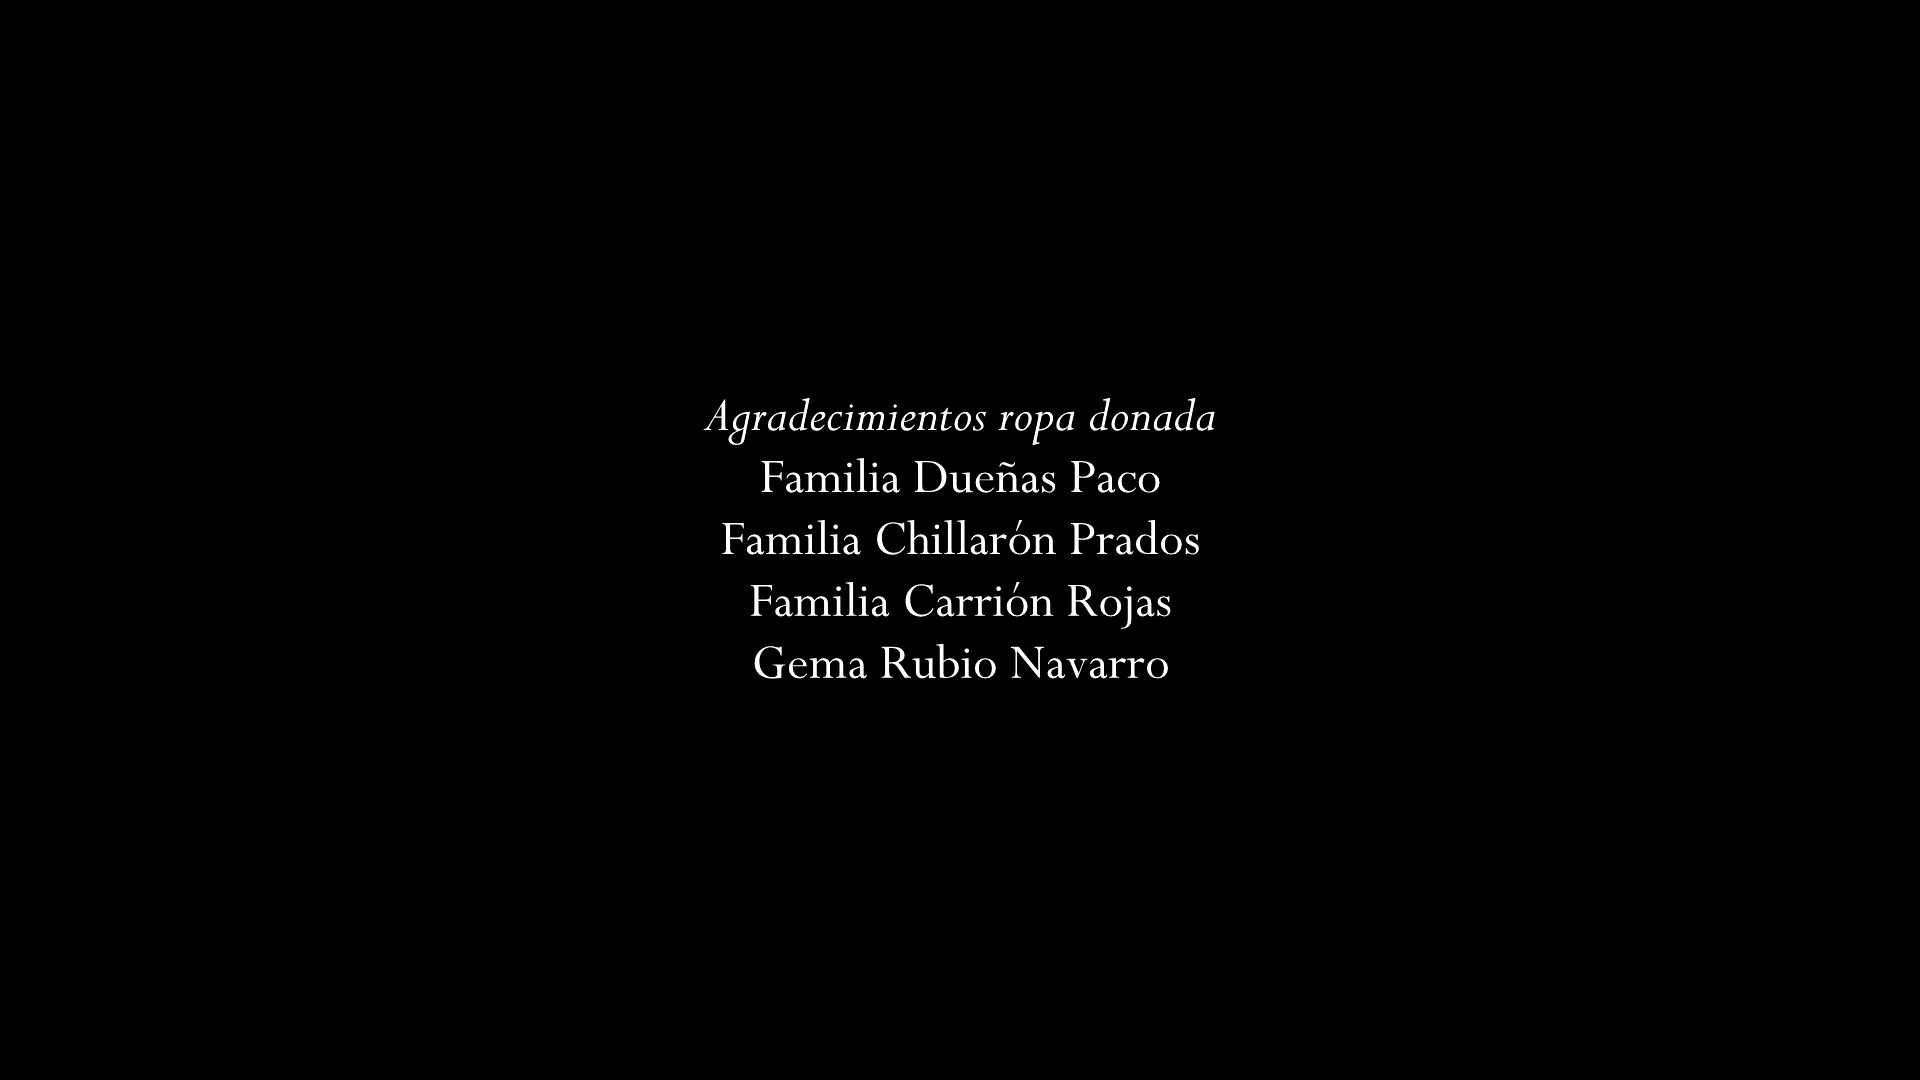 Agradecimientos ropa donada
Familia Dueñas Paco
Familia Chillarón Prados
Familia Carrión Rojas
Gema Rubio Navarro